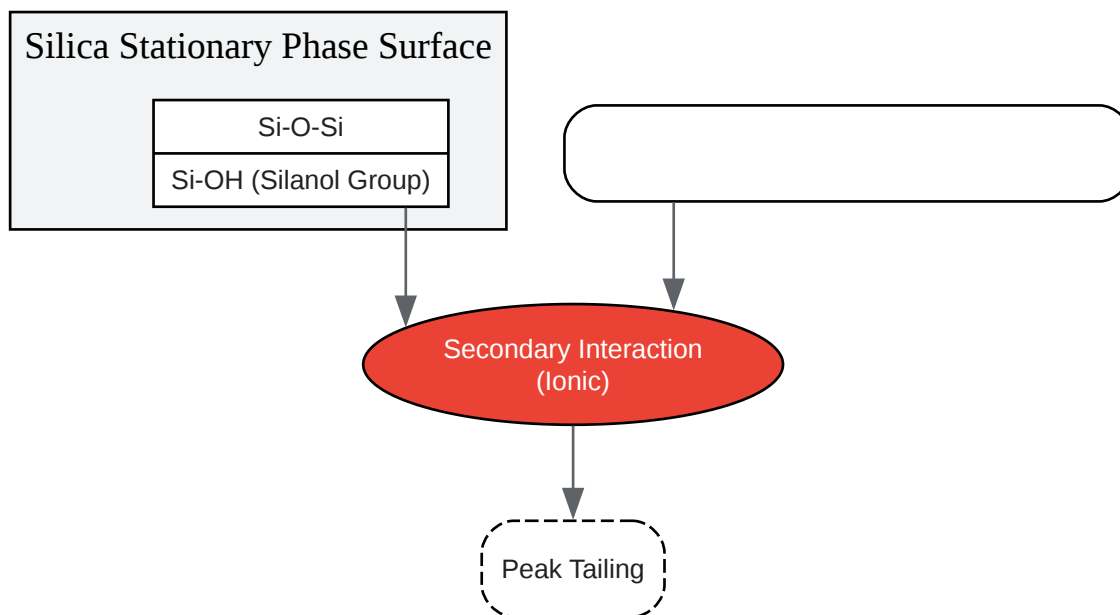 Silica Stationary Phase Surface
Si-O-Si
Si-OH (Silanol Group)
Secondary Interaction
(Ionic)
Peak Tailing